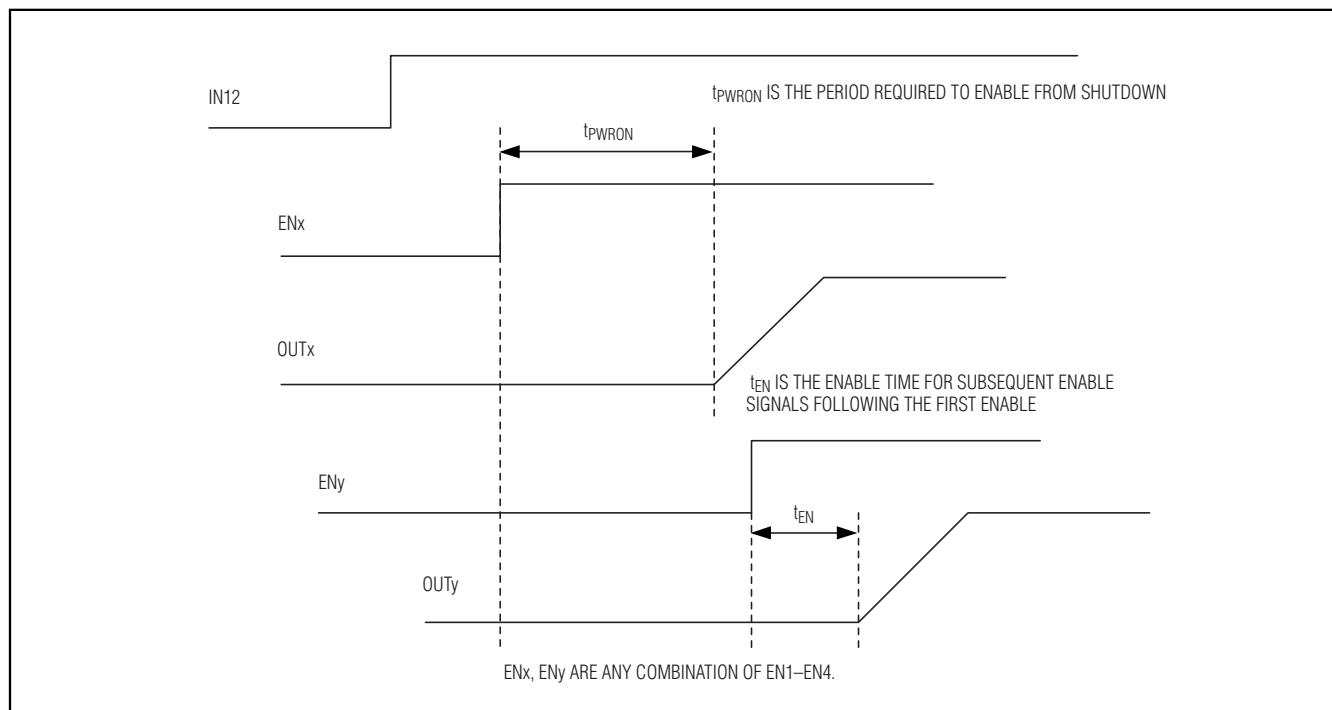 IN12
tPWRON IS THE PERIOD REQUIRED TO ENABLE FROM SHUTDOWN
tPWRON
ENx
OUTx
tEN IS THE ENABLE TIME FOR SUBSEQUENT ENABLE
SIGNALS FOLLOWING THE FIRST ENABLE
ENy
tEN
OUTy
ENx, ENy ARE ANY COMBINATION OF EN1–EN4.